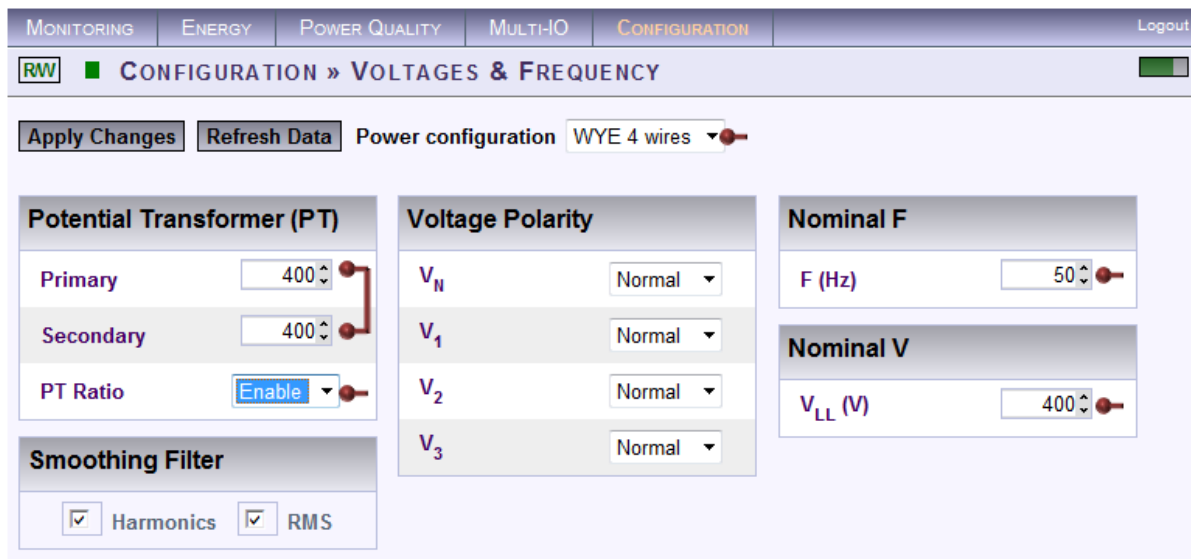 MONITORING ENERGY POWER QUALITY MULTI-IO CONFIGURATION Logout
R/W CONFIGURATION » VOLTAGES & FREQUENCY
Apply Changes Refresh Data Power configuration WYE 4 wires
Potential Transformer (PT)
Primary 400
Secondary 400
PT Ratio Enable
Smoothing Filter
Harmonics RMS
Voltage Polarity
VN Normal
V1 Normal
V2 Normal
V3 Normal
Nominal F
F (Hz) 50
Nominal V
VLL (V) 400